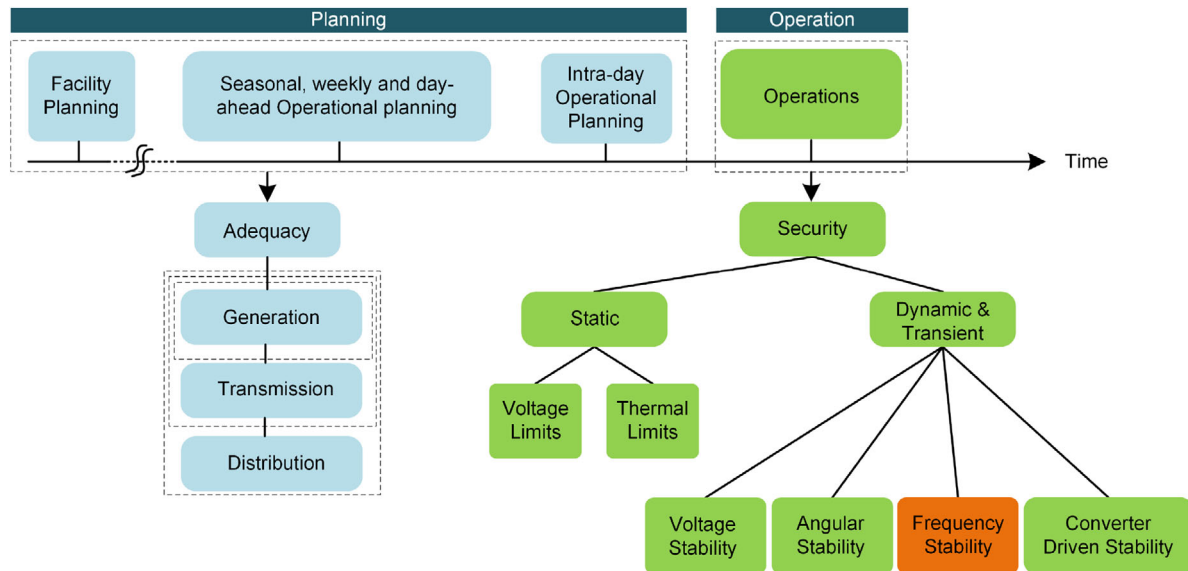 Planning
Operation
Facility
Planning
Seasonal, weekly and day-
ahead Operational planning
Intra-day
Operational
Planning
Operations
Time
Adequacy
Security
Generation
Static
Dynamic &
Transient
Transmission
Voltage
Limits
Thermal
Limits
Distribution
Voltage
Stability
Angular
Stability
Frequency
Stability
Converter
Driven Stability